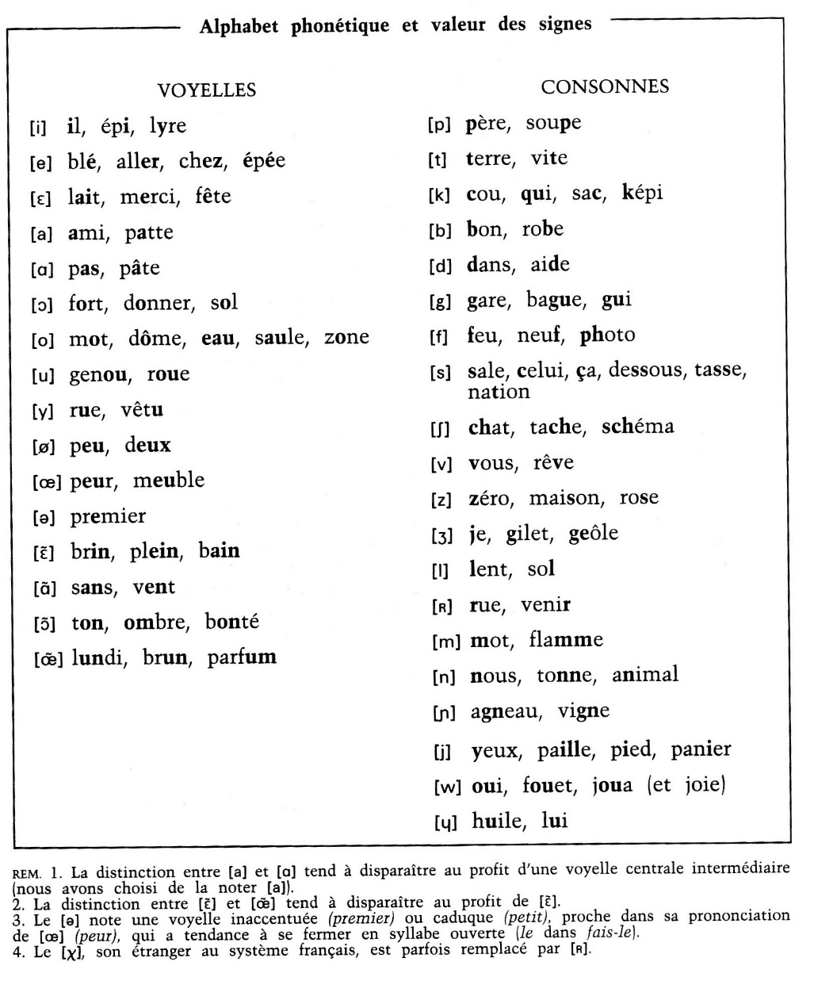 Alphabet phonétique et valeur des signes
VOYELLES
[i] il, épi, lyre
[e] blé, aller, chez, épée
[ɛ] lait, merci, fête
[a] ami, patte
[ɑ] pas, pâte
[ɔ] fort, donner, sol
[o] mot, dôme, eau, saule, zone
[u] genou, roue
[y] rue, vêtu
[ø] peu, deux
[œ] peur, meuble
[ə] premier
[ɛ̃] brin, plein, bain
[ɑ̃] sans, vent
[ɔ̃] ton, ombre, bonté
[œ̃] lundi, brun, parfum
CONSONNES
[p] père, soupe
[t] terre, vite
[k] cou, qui, sac, képi
[b] bon, robe
[d] dans, aide
[g] gare, bague, gui
[f] feu, neuf, photo
[s] sale, celui, ça, dessous, tasse,
nation
[ʃ] chat, tache, schéma
[v] vous, rêve
[z] zéro, maison, rose
[ʒ] je, gilet, geôle
[l] lent, sol
[ʀ] rue, venir
[m] mot, flamme
[n] nous, tonne, animal
[ɲ] agneau, vigne
[j] yeux, paille, pied, panier
[w] oui, fouet, joua (et joie)
[ɥ] huile, lui
REM. 1. La distinction entre [a] et [ɑ] tend à disparaître au profit d'une voyelle centrale intermédiaire
(nous avons choisi de la noter [a]).
2. La distinction entre [ɛ̃] et [œ̃] tend à disparaître au profit de [ɛ̃].
3. Le [ə] note une voyelle inaccentuée (premier) ou caduque (petit), proche dans sa prononciation
de [œ] (peur), qui a tendance à se fermer en syllabe ouverte (le dans fais-le).
4. Le [χ], son étranger au système français, est parfois remplacé par [ʀ].